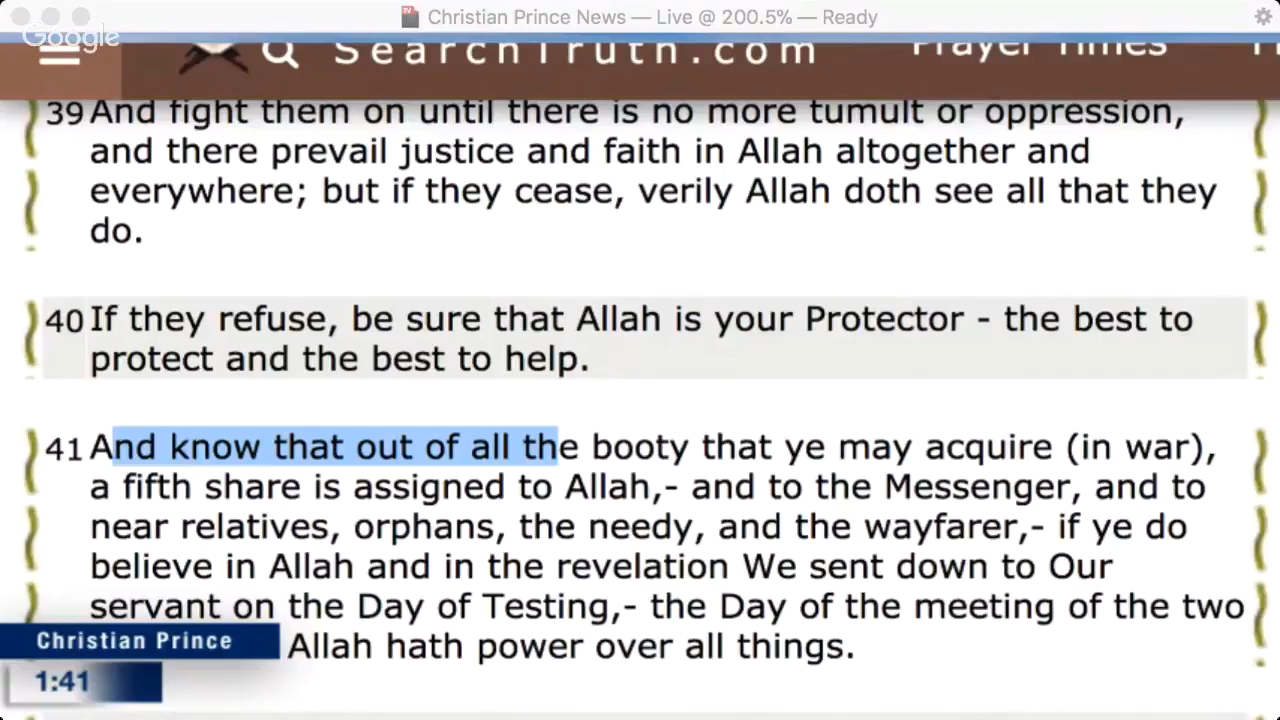 Christian Prince News — Live @ 200.5% — Ready
Google
SearchTruth.com
Prayer Times
39 And fight them on until there is no more tumult or oppression,
and there prevail justice and faith in Allah altogether and
everywhere; but if they cease, verily Allah doth see all that they
do.
40 If they refuse, be sure that Allah is your Protector - the best to
protect and the best to help.
41 And know that out of all the booty that ye may acquire (in war),
a fifth share is assigned to Allah,- and to the Messenger, and to
near relatives, orphans, the needy, and the wayfarer,- if ye do
believe in Allah and in the revelation We sent down to Our
servant on the Day of Testing,- the Day of the meeting of the two
Allah hath power over all things.
Christian Prince
1:41